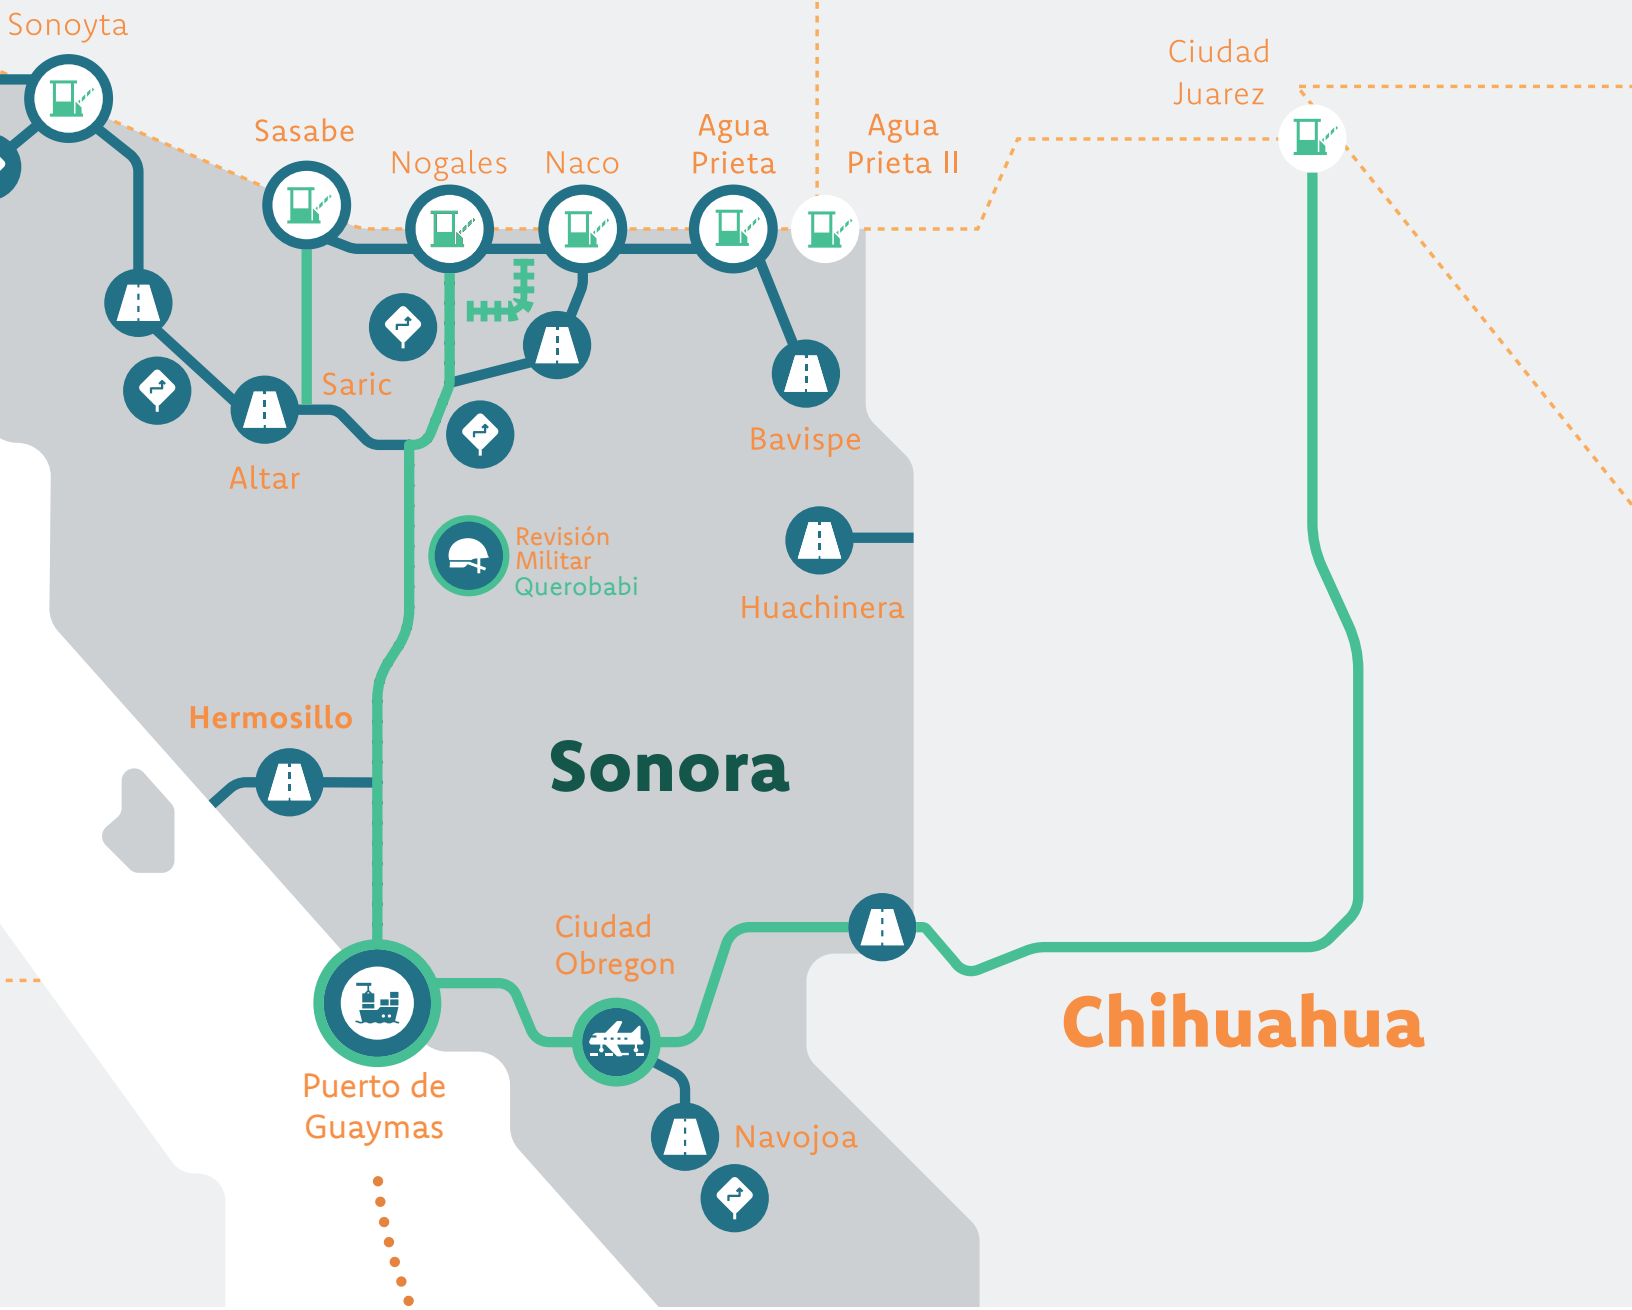 Sonoyta
Ciudad
Juarez
Sasabe
Agua
Prieta
Agua
Prieta II
Nogales
Naco
Saric
Altar
Bavispe
Revisión
Militar
Querobabi
Huachinera
Hermosillo
Sonora
Ciudad
Obregon
Chihuahua
Puerto de
Guaymas
Navojoa